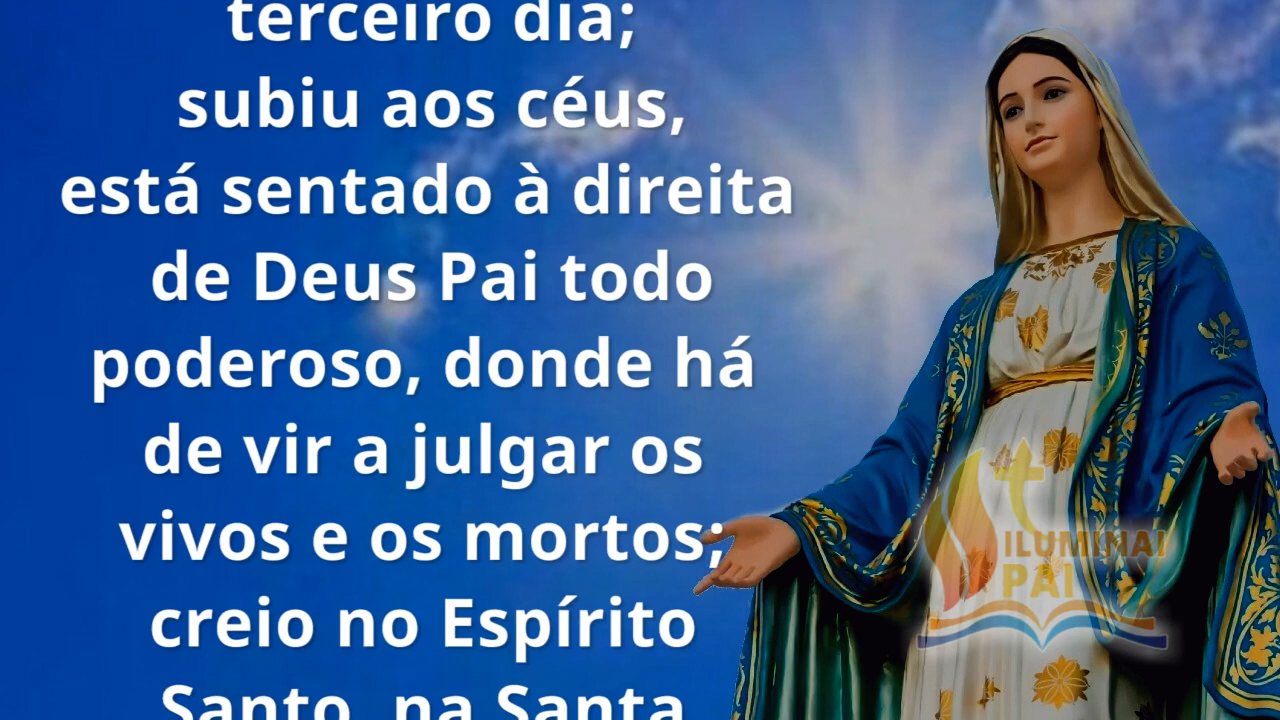 terceiro dia;
subiu aos céus,
está sentado à direita
de Deus Pai todo
poderoso, donde há
de vir a julgar os
vivos e os mortos;
creio no Espírito
Santo, na Santa
ILUMINAI
PAI